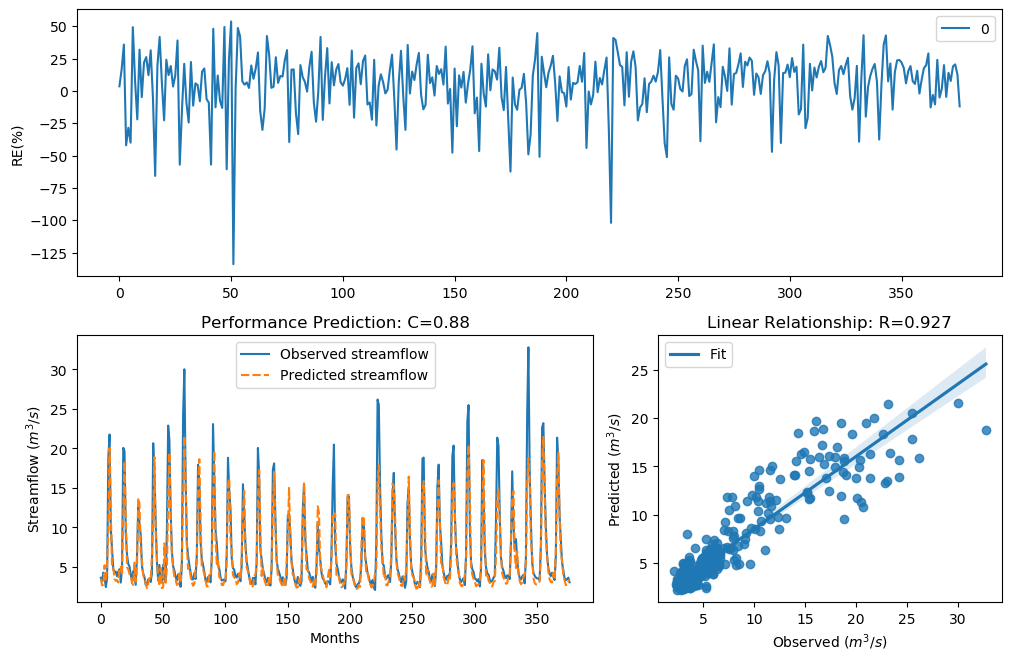 50
25
0
−25
−50
−75
−100
−125
RE(%)
0
0 50 100 150 200 250 300 350
Performance Prediction: C=0.88
Observed streamflow
Predicted streamflow
30
25
20
15
10
5
Streamflow (m³/s)
0 50 100 150 200 250 300 350
Months
Linear Relationship: R=0.927
Fit
25
20
15
10
5
Predicted (m³/s)
5 10 15 20 25 30
Observed (m³/s)